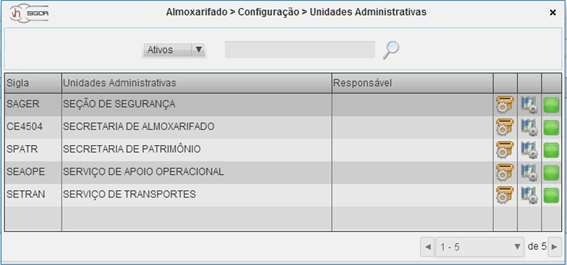 SIGOR
Almoxarifado > Configuração > Unidades Administrativas
×
Ativos
Sigla Unidades Administrativas Responsável
SAGER SEÇÃO DE SEGURANÇA
CE4504 SECRETARIA DE ALMOXARIFADO
SPATR SECRETARIA DE PATRIMÔNIO
SEAOPE SERVIÇO DE APOIO OPERACIONAL
SETRAN SERVIÇO DE TRANSPORTES
1 - 5 de 5